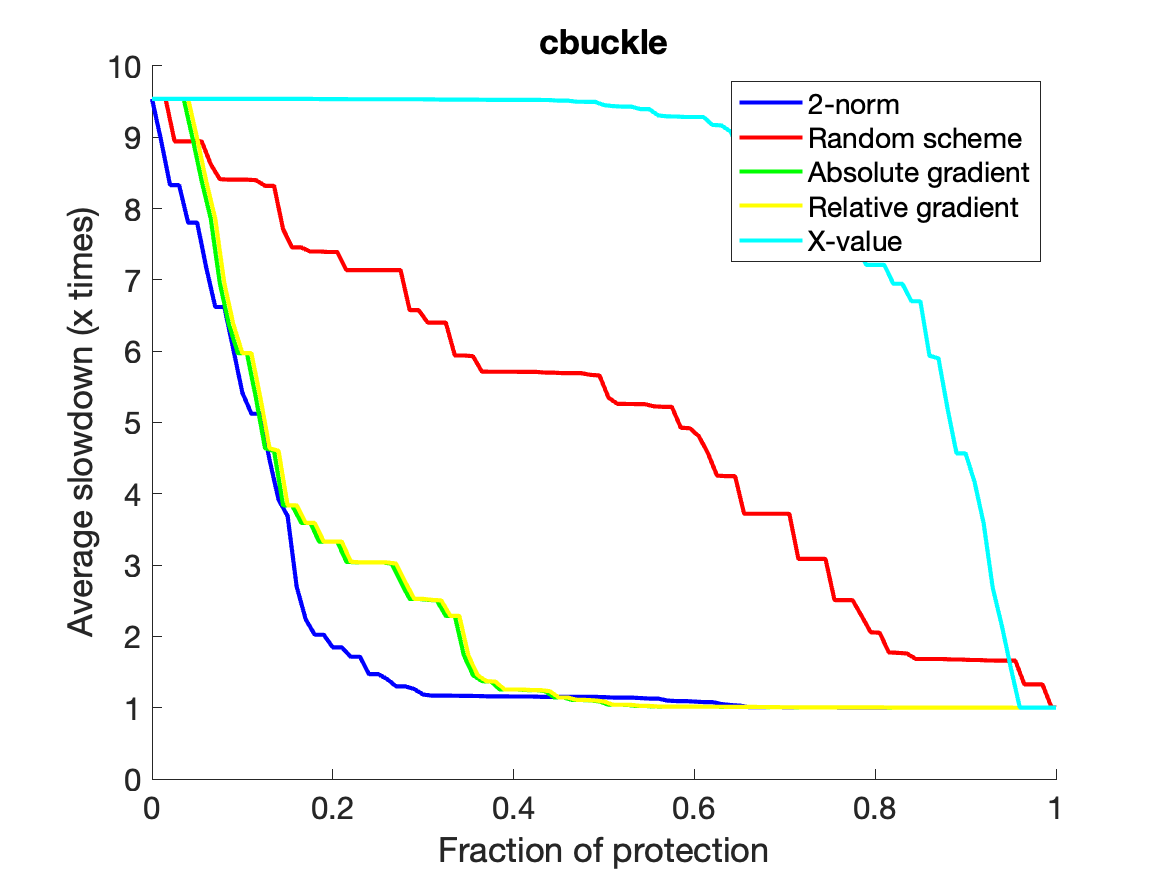 cbuckle
10
9
8
7
6
5
4
3
2
1
0
Average slowdown (x times)
2-norm
Random scheme
Absolute gradient
Relative gradient
X-value
0 0.2 0.4 0.6 0.8 1
Fraction of protection